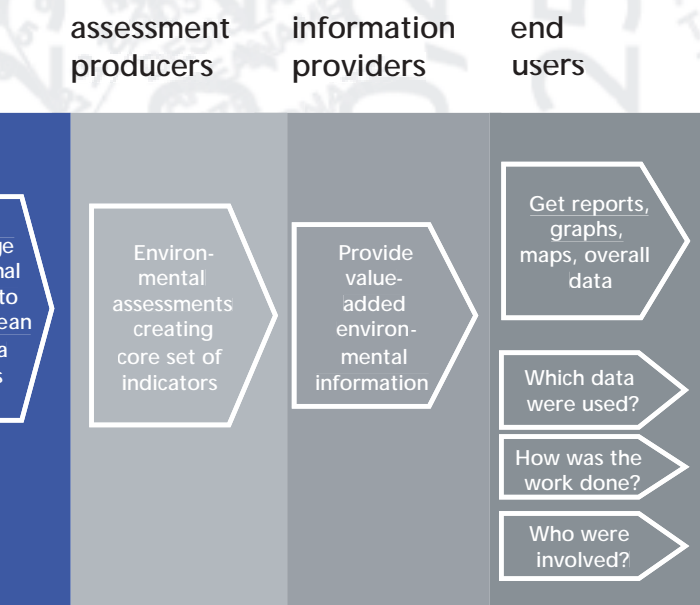 assessment
producers
information
providers
end
users
to
Environ-
mental
assessments
creating
core set of
indicators
Provide
value-
added
environ-
mental
information
Get reports,
graphs,
maps, overall
data
Which data
were used?
How was the
work done?
Who were
involved?